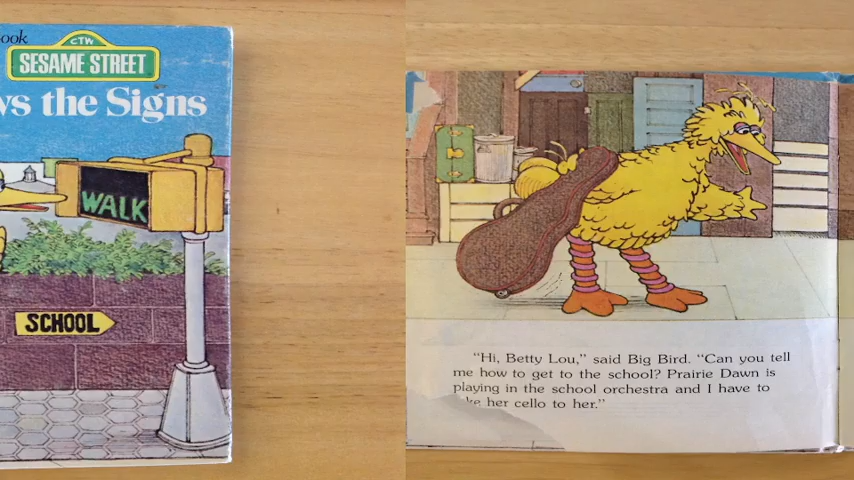 ook
CTW
SESAME STREET
ws the Signs
WALK
SCHOOL
"Hi, Betty Lou," said Big Bird. "Can you tell
me how to get to the school? Prairie Dawn is
playing in the school orchestra and I have to
ke her cello to her."